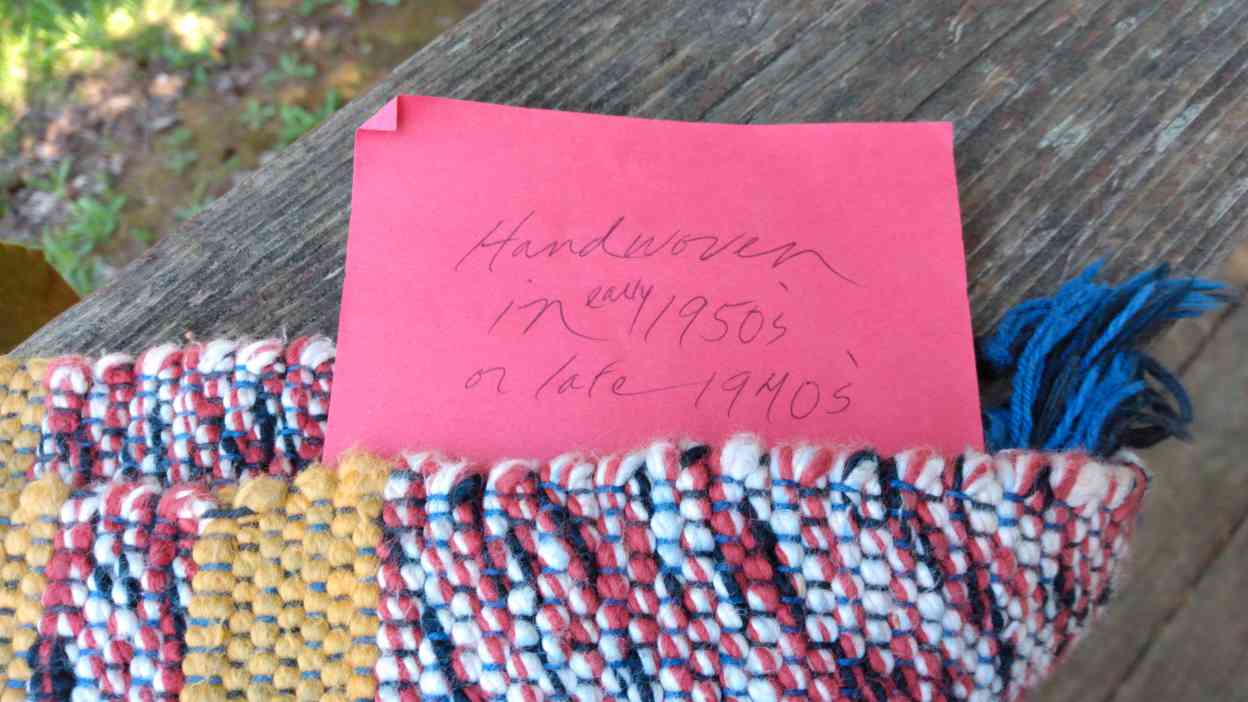 Handwoven
in early 1950's
or late 1940's